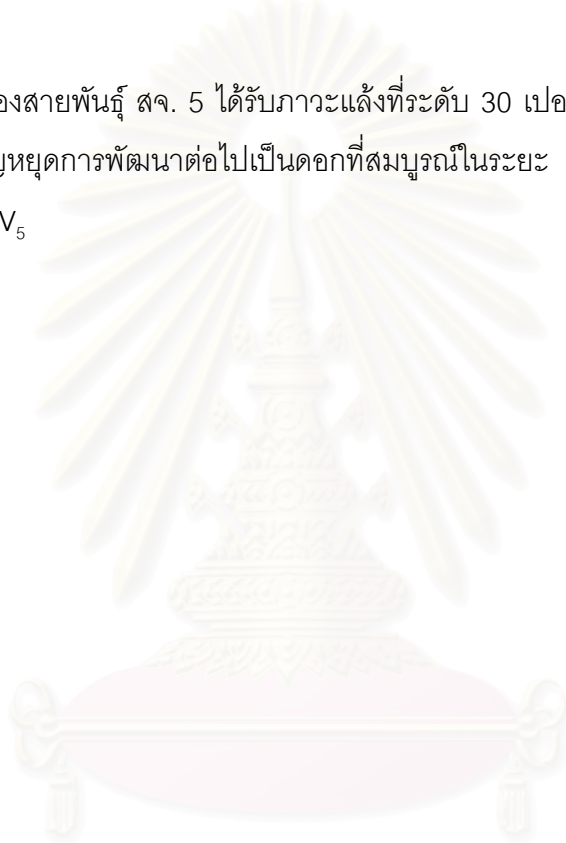 องสายพันธุ์ สจ. 5 ได้รับภาวะแล้งที่ระดับ 30 เปอ
หยุดการพัฒนาต่อไปเป็นดอกที่สมบูรณ์ในระยะ
V₅